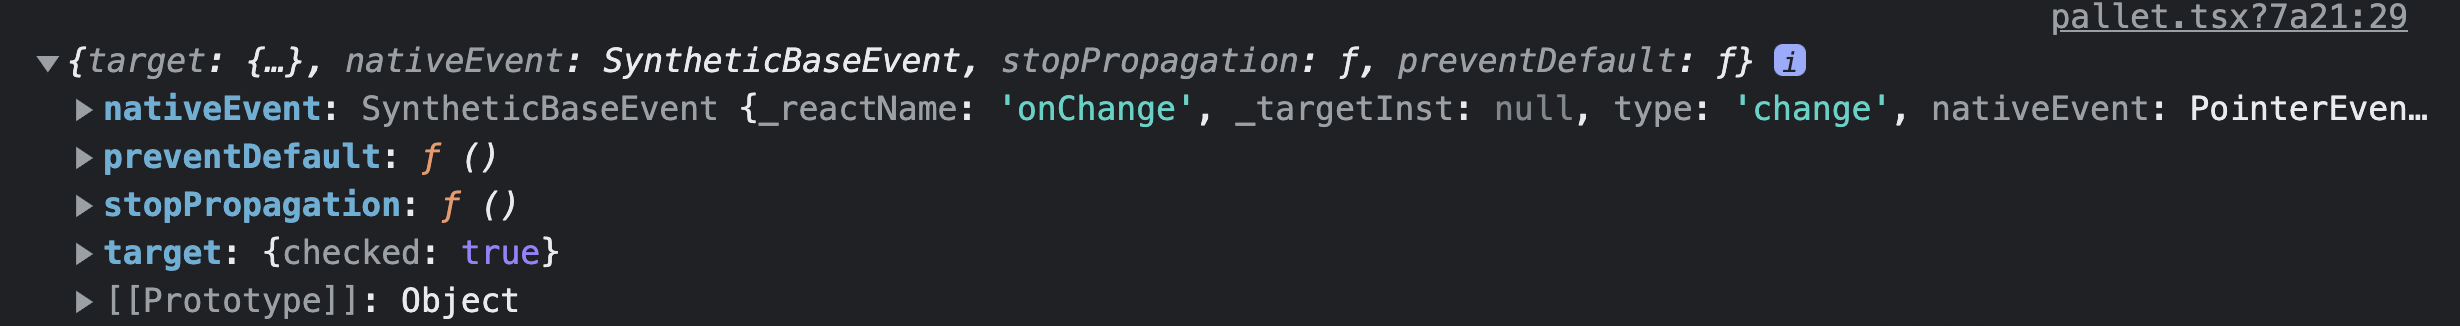 pallet.tsx?7a21:29
▼{target: {…}, nativeEvent: SyntheticBaseEvent, stopPropagation: ƒ, preventDefault: ƒ} i
▶nativeEvent: SyntheticBaseEvent {_reactName: 'onChange', _targetInst: null, type: 'change', nativeEvent: PointerEven…
▶preventDefault: ƒ ()
▶stopPropagation: ƒ ()
▶target: {checked: true}
▶[[Prototype]]: Object